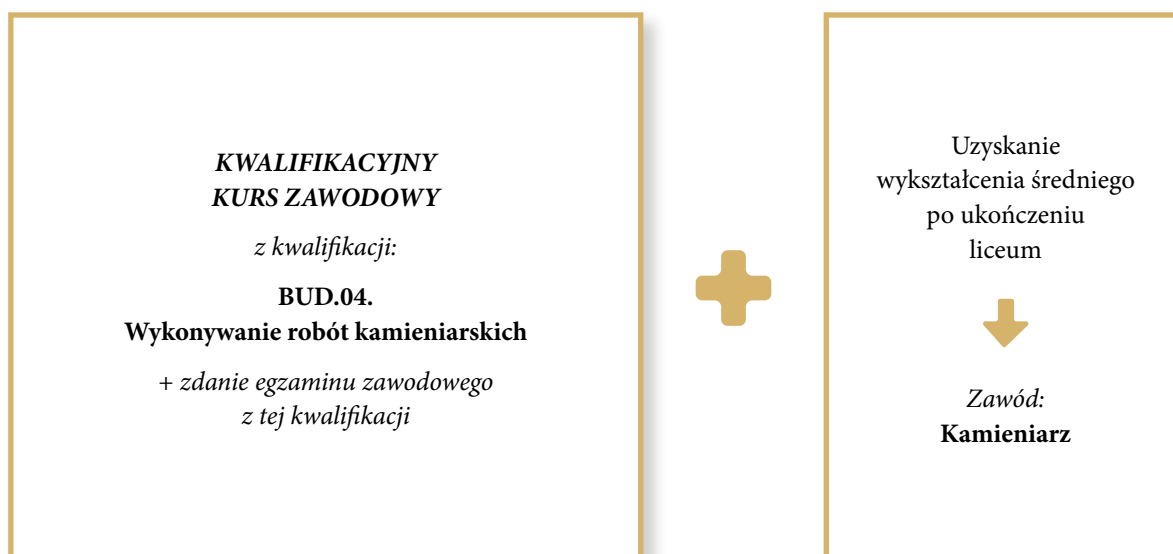 KWALIFIKACYJNY
KURS ZAWODOWY
z kwalifikacji:
BUD.04.
Wykonywanie robót kamieniarskich
+ zdanie egzaminu zawodowego
z tej kwalifikacji
Uzyskanie
wykształcenia średniego
po ukończeniu
liceum
Zawód:
Kamieniarz